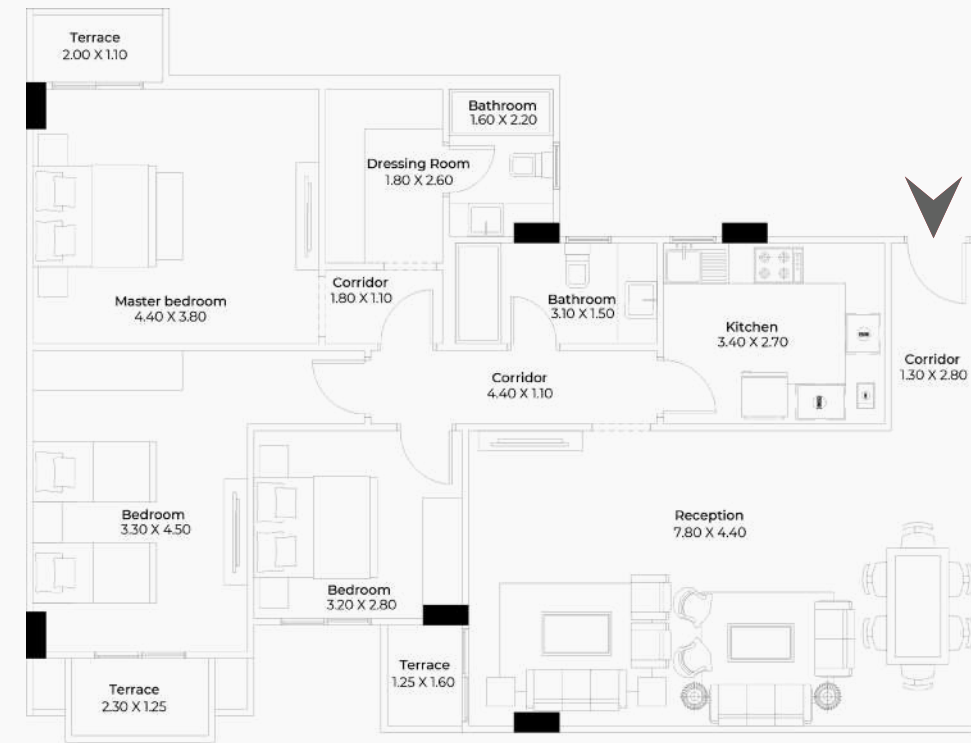 Terrace
2.00 X 1.10
Bathroom
1.60 X 2.20
Dressing Room
1.80 X 2.60
Corridor
1.80 X 1.10
Master bedroom
4.40 X 3.80
Bathroom
3.10 X 1.50
Kitchen
3.40 X 2.70
Corridor
1.30 X 2.80
Corridor
4.40 X 1.10
Bedroom
3.30 X 4.50
Reception
7.80 X 4.40
Bedroom
3.20 X 2.80
Terrace
1.25 X 1.60
Terrace
2.30 X 1.25